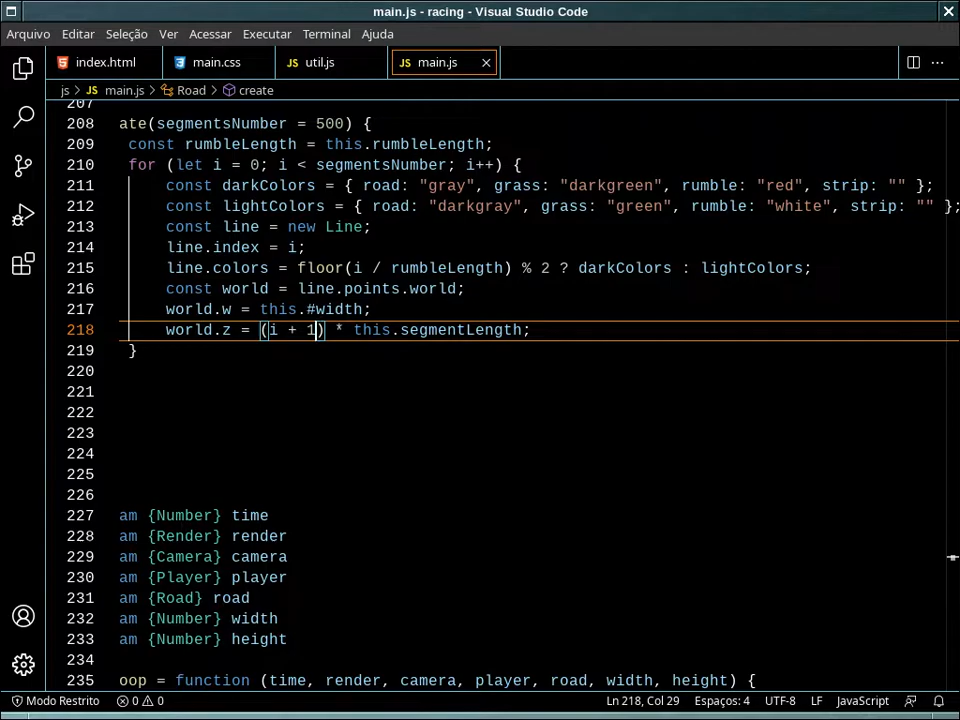 main.js - racing - Visual Studio Code
Arquivo Editar Seleção Ver Acessar Executar Terminal Ajuda
index.html main.css JS util.js JS main.js
js > JS main.js > Road > create
207
208 ate(segmentsNumber = 500) {
209 const rumbleLength = this.rumbleLength;
210 for (let i = 0; i < segmentsNumber; i++) {
211 const darkColors = { road: "gray", grass: "darkgreen", rumble: "red", strip: "" };
212 const lightColors = { road: "darkgray", grass: "green", rumble: "white", strip: "" };
213 const line = new Line;
214 line.index = i;
215 line.colors = floor(i / rumbleLength) % 2 ? darkColors : lightColors;
216 const world = line.points.world;
217 world.w = this.#width;
218 world.z = (i + 1) * this.segmentLength;
219 }
220
221
222
223
224
225
226
227 am {Number} time
228 am {Render} render
229 am {Camera} camera
230 am {Player} player
231 am {Road} road
232 am {Number} width
233 am {Number} height
234
235 oop = function (time, render, camera, player, road, width, height) {
Modo Restrito 0 0 Ln 218, Col 29 Espaços: 4 UTF-8 LF JavaScript